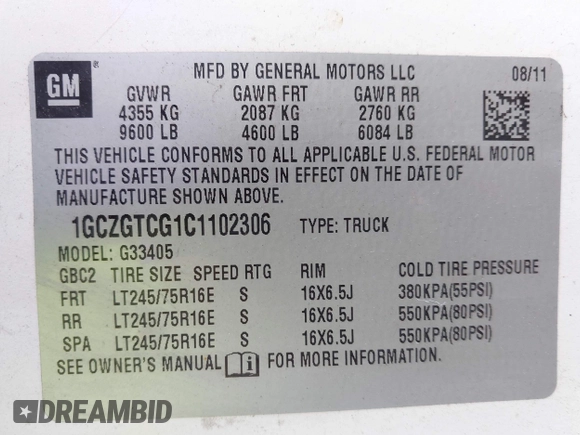 GM ® MFD BY GENERAL MOTORS LLC 08/11
GVWR GAWR FRT GAWR RR
4355 KG 2087 KG 2760 KG
9600 LB 4600 LB 6084 LB
THIS VEHICLE CONFORMS TO ALL APPLICABLE U.S. FEDERAL MOTOR
VEHICLE SAFETY STANDARDS IN EFFECT ON THE DATE OF
MANUFACTURE SHOWN ABOVE.
1GCZGTCG1C1102306 TYPE: TRUCK
MODEL: G33405
GBC2 TIRE SIZE SPEED RTG RIM COLD TIRE PRESSURE
FRT LT245/75R16E S 16X6.5J 380KPA(55PSI)
RR LT245/75R16E S 16X6.5J 550KPA(80PSI)
SPA LT245/75R16E S 16X6.5J 550KPA(80PSI)
SEE OWNER'S MANUAL FOR MORE INFORMATION.
DREAMBID